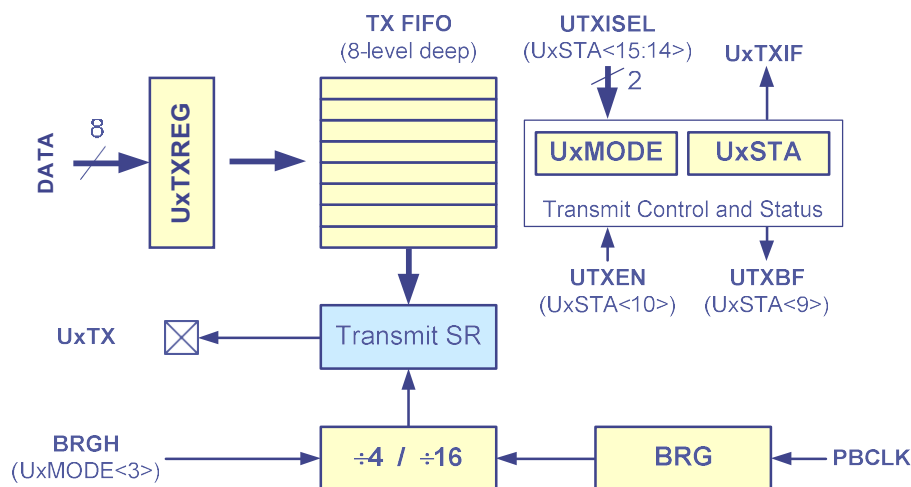 TX FIFO
(8-level deep)
UTXISEL
(UxSTA<15:14>)
UxTXIF
2
8
DATA
UxTXREG
UxMODE
UxSTA
Transmit Control and Status
UTXEN
(UxSTA<10>)
UTXBF
(UxSTA<9>)
UxTX
Transmit SR
BRGH
(UxMODE<3>)
÷4 / ÷16
BRG
PBCLK